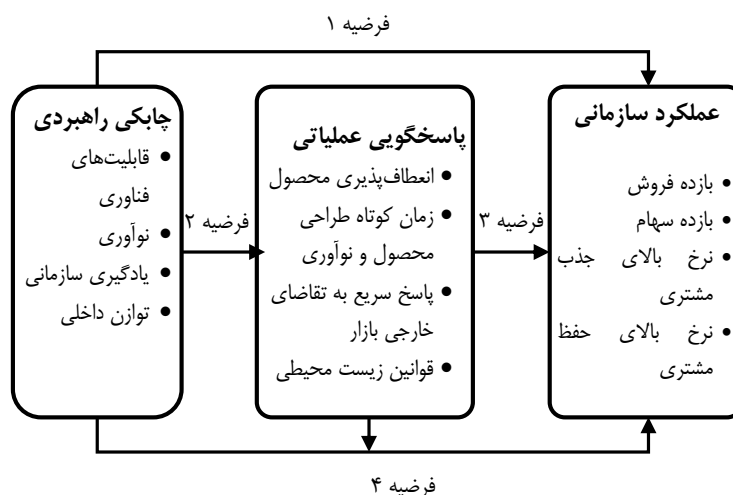 فرضیه ۱
چابکی راهبردی
• قابلیت‌های
فناوری
• نوآوری
• یادگیری سازمانی
• توازن داخلی
فرضیه ۲
پاسخگویی عملیاتی
• انعطاف‌پذیری محصول
• زمان کوتاه طراحی
محصول و نوآوری
• پاسخ سریع به تقاضای
خارجی بازار
• قوانین زیست محیطی
فرضیه ۳
عملکرد سازمانی
• بازده فروش
• بازده سهام
• نرخ بالای جذب
مشتری
• نرخ بالای حفظ
مشتری
فرضیه ۴